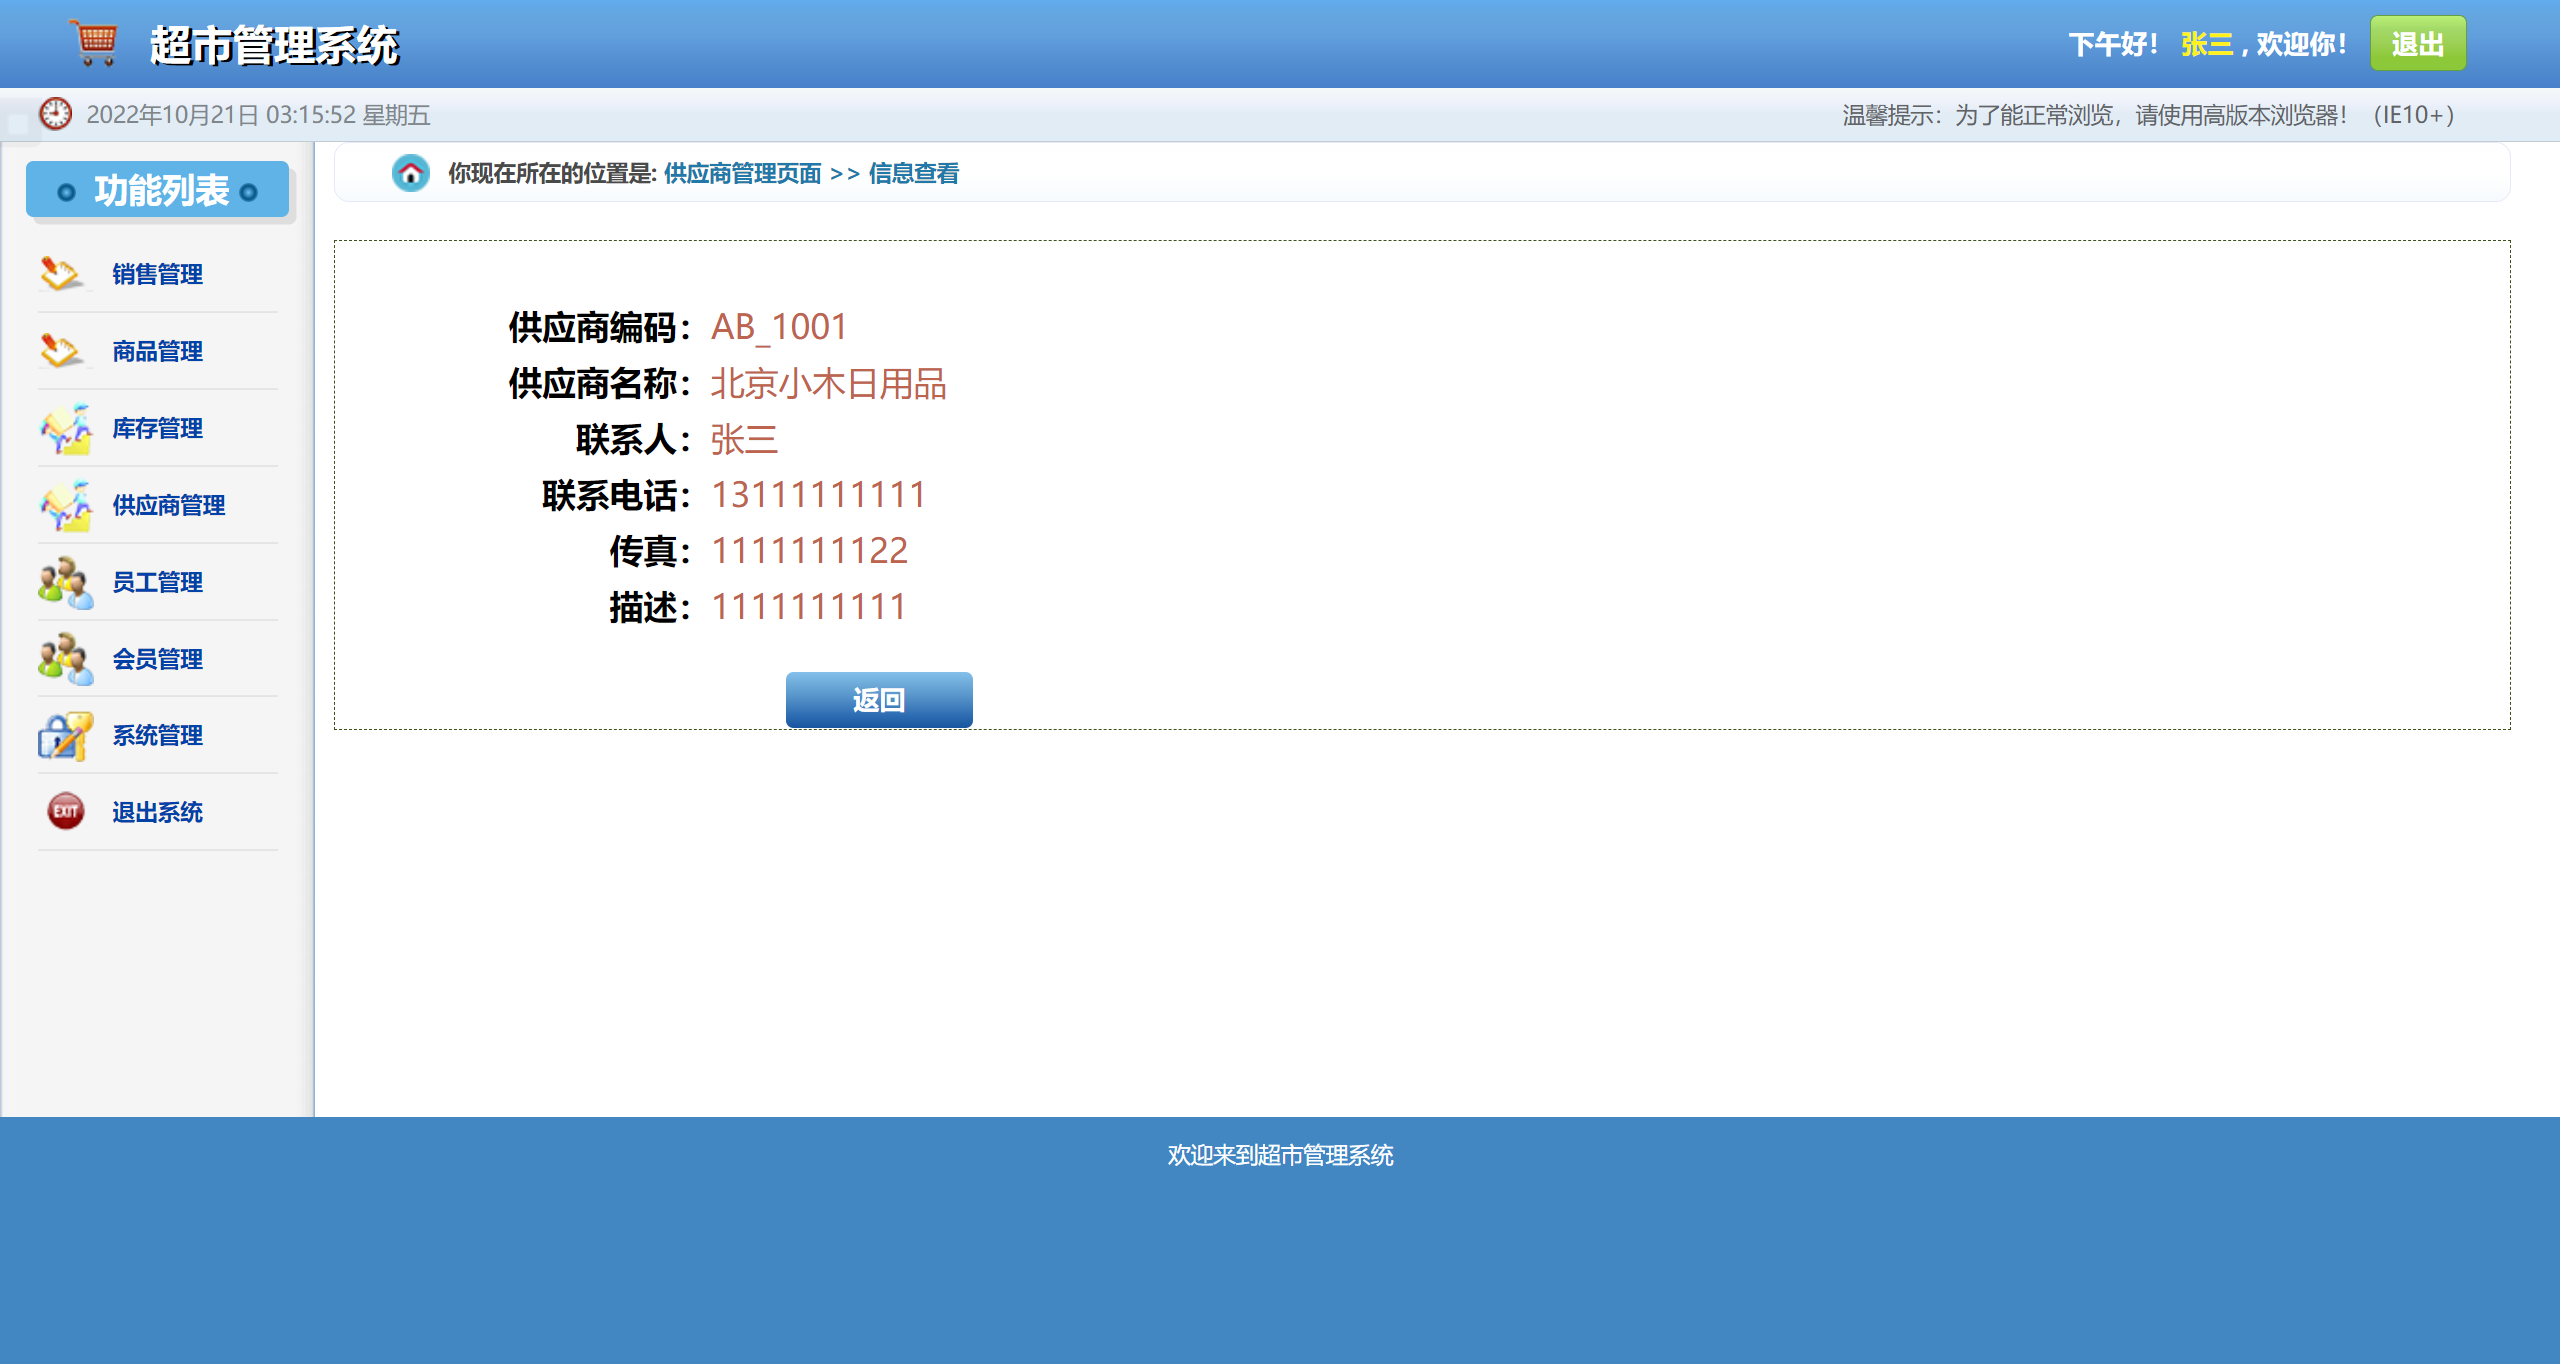 超市管理系统
下午好！ 张三 , 欢迎你！ 退出
2022年10月21日 03:15:52 星期五
温馨提示：为了能正常浏览，请使用高版本浏览器！（IE10+）
功能列表
销售管理
商品管理
库存管理
供应商管理
员工管理
会员管理
系统管理
EXIT 退出系统
你现在所在的位置是: 供应商管理页面 >> 信息查看
供应商编码：AB_1001
供应商名称：北京小木日用品
联系人：张三
联系电话：13111111111
传真：1111111122
描述：1111111111
返回
欢迎来到超市管理系统